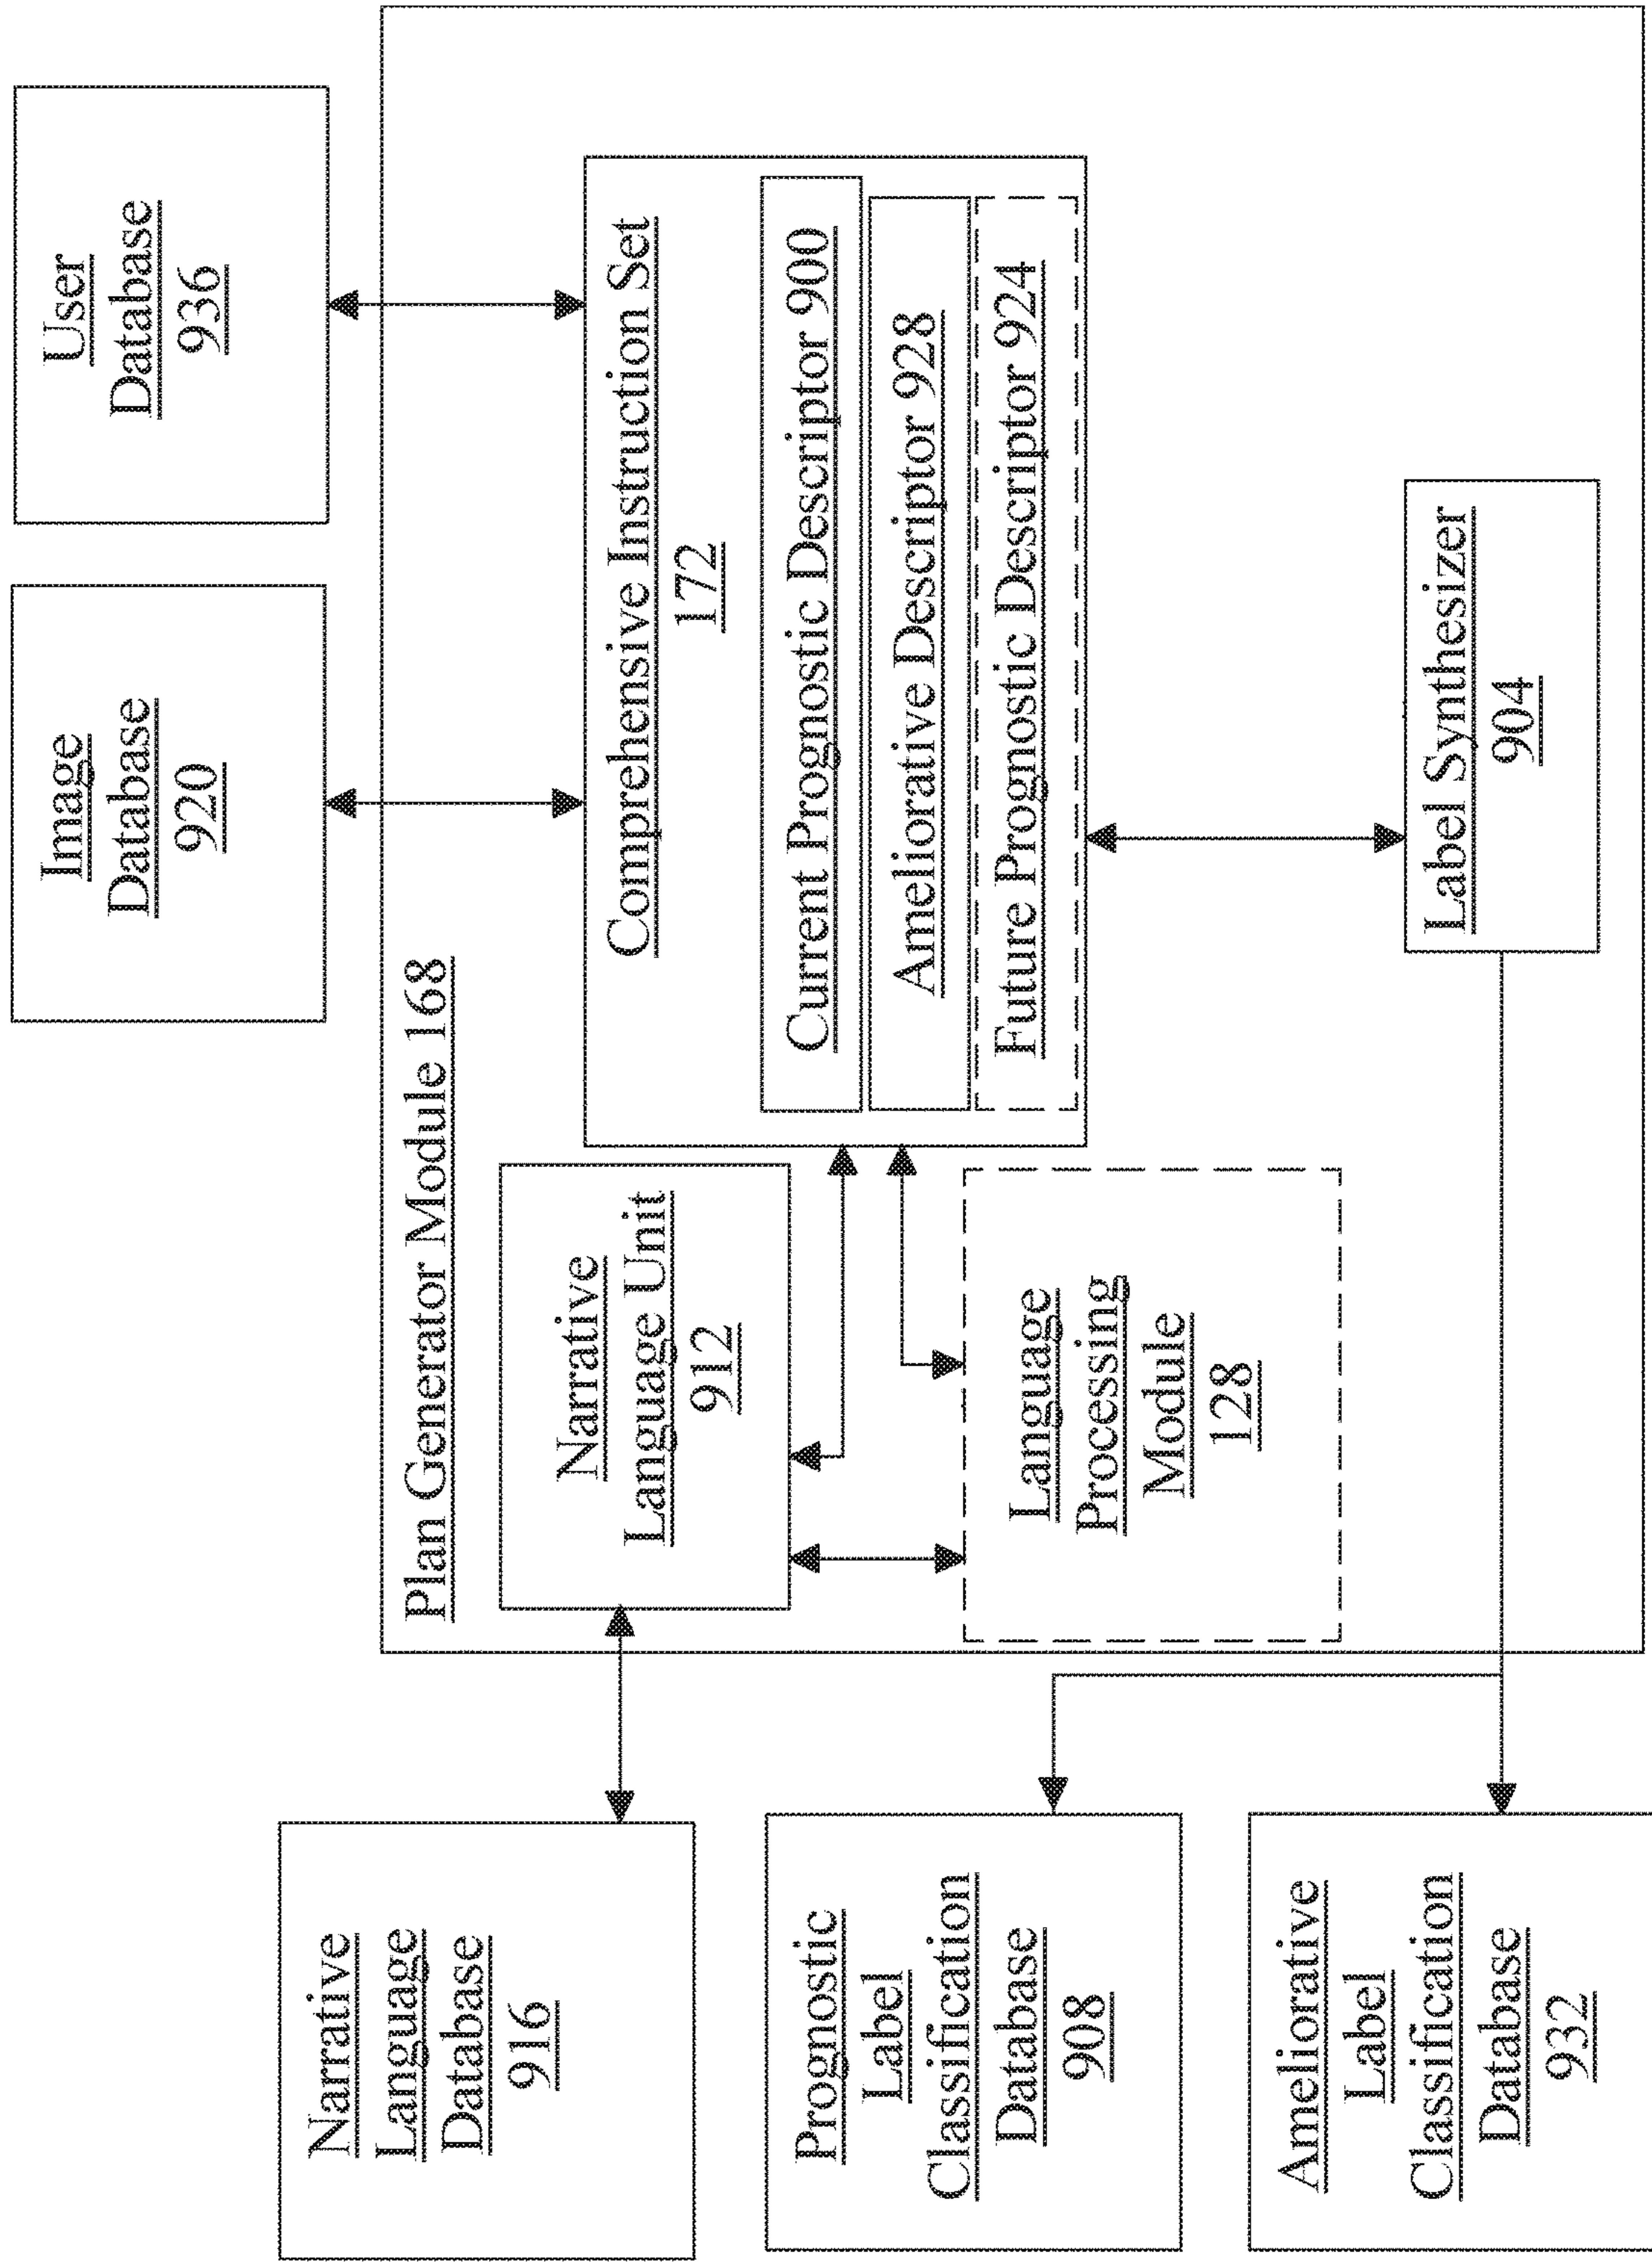 Image
Database
920
User
Database
936
Plan Generator Module 168
Narrative
Language Database
916
Narrative
Language Unit
912
Comprehensive Instruction Set
172
Current Prognostic Descriptor 900
Ameliorative Descriptor 928
Future Prognostic Descriptor 924
Prognostic
Label
Classification
Database
908
Language
Processing
Module
128
Ameliorative
Label
Classification
Database
932
Label Synthesizer
904